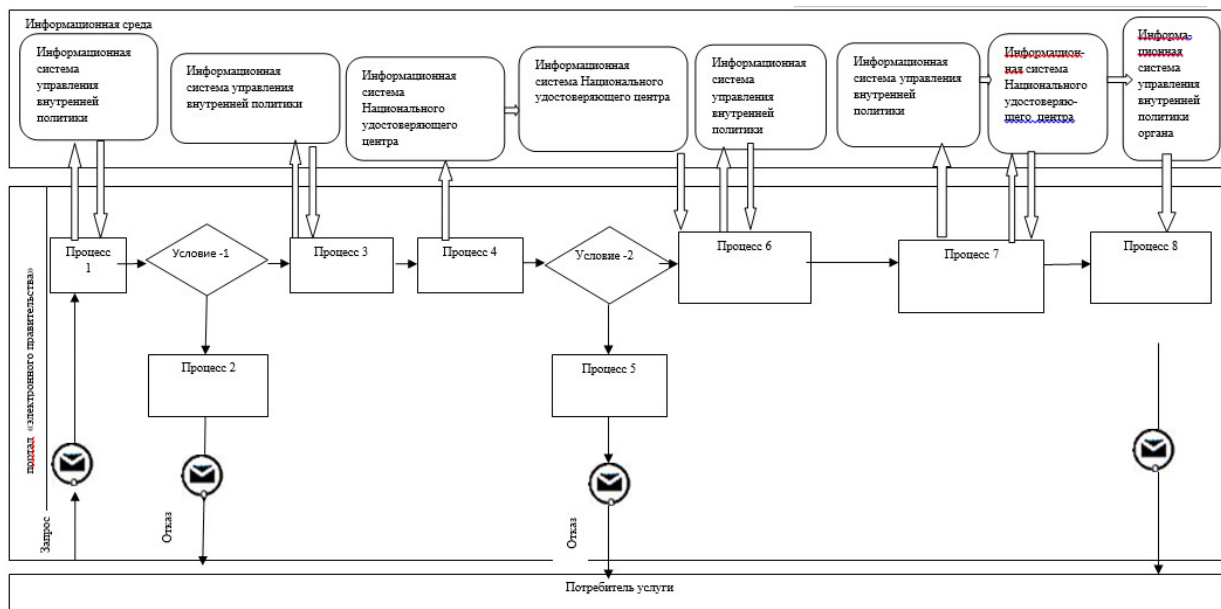 Информационная среда
Информационная
система
управления
внутренней
политики
Информационная
система управления
внутренней политики
Информационная
система
Национального
удостоверяющего
центра
Информационная
система Национального
удостоверяющего центра
Информационная
система
управления
внутренней
политики
Информационная
система управления
внутренней
политики
Информацион-
ная система
Национального
удостоверяю-
щего центра
Информа-
ционная
система
управления
внутренней
политики
органа
портал «электронного правительства»
Процесс
1
Условие -1
Процесс 3
Процесс 4
Условие -2
Процесс 6
Процесс 7
Процесс 8
Процесс 2
Процесс 5
Запрос
Отказ
Отказ
Потребитель услуги